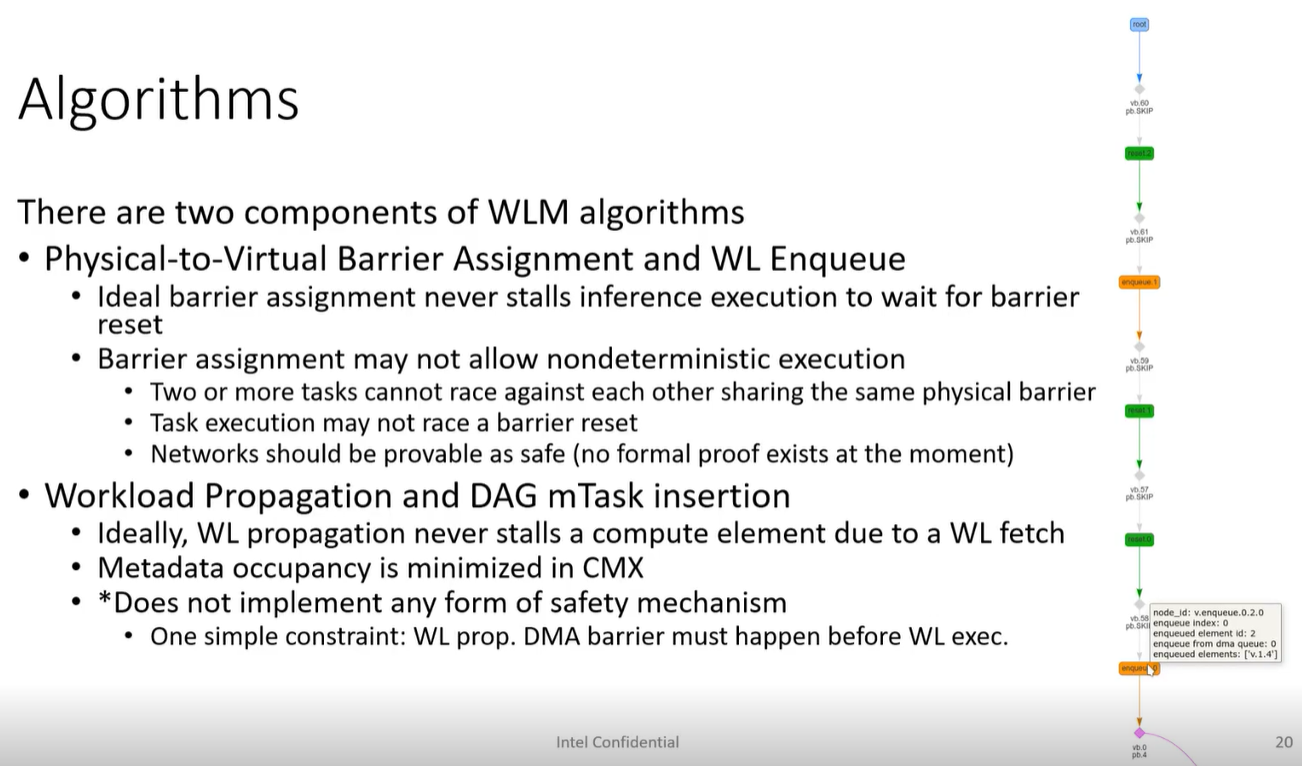 Algorithms
There are two components of WLM algorithms
• Physical-to-Virtual Barrier Assignment and WL Enqueue
• Ideal barrier assignment never stalls inference execution to wait for barrier
reset
• Barrier assignment may not allow nondeterministic execution
• Two or more tasks cannot race against each other sharing the same physical barrier
• Task execution may not race a barrier reset
• Networks should be provable as safe (no formal proof exists at the moment)
• Workload Propagation and DAG mTask insertion
• Ideally, WL propagation never stalls a compute element due to a WL fetch
• Metadata occupancy is minimized in CMX
• *Does not implement any form of safety mechanism
• One simple constraint: WL prop. DMA barrier must happen before WL exec.
root
vb.60
pb.SKIP
reset.2
vb.61
pb.SKIP
enqueue.1
vb.59
pb.SKIP
reset.1
vb.57
pb.SKIP
reset.0
vb.58
node_id: v.enqueue.0.2.0
enqueue index: 0
enqueued element id: 2
enqueue from dma queue: 0
enqueued elements: ['v.1.4']
vb.0
pb.4
Intel Confidential
20